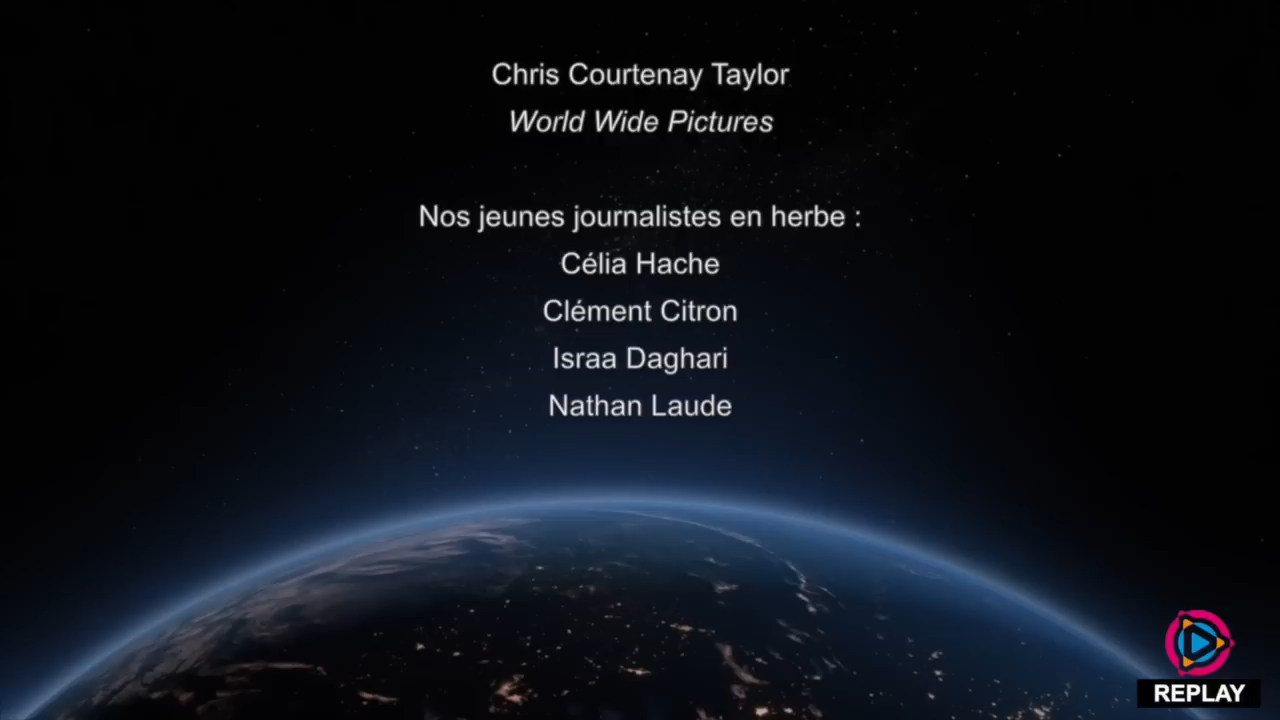 Chris Courtenay Taylor
World Wide Pictures
Nos jeunes journalistes en herbe :
Célia Hache
Clément Citron
Israa Daghari
Nathan Laude
REPLAY